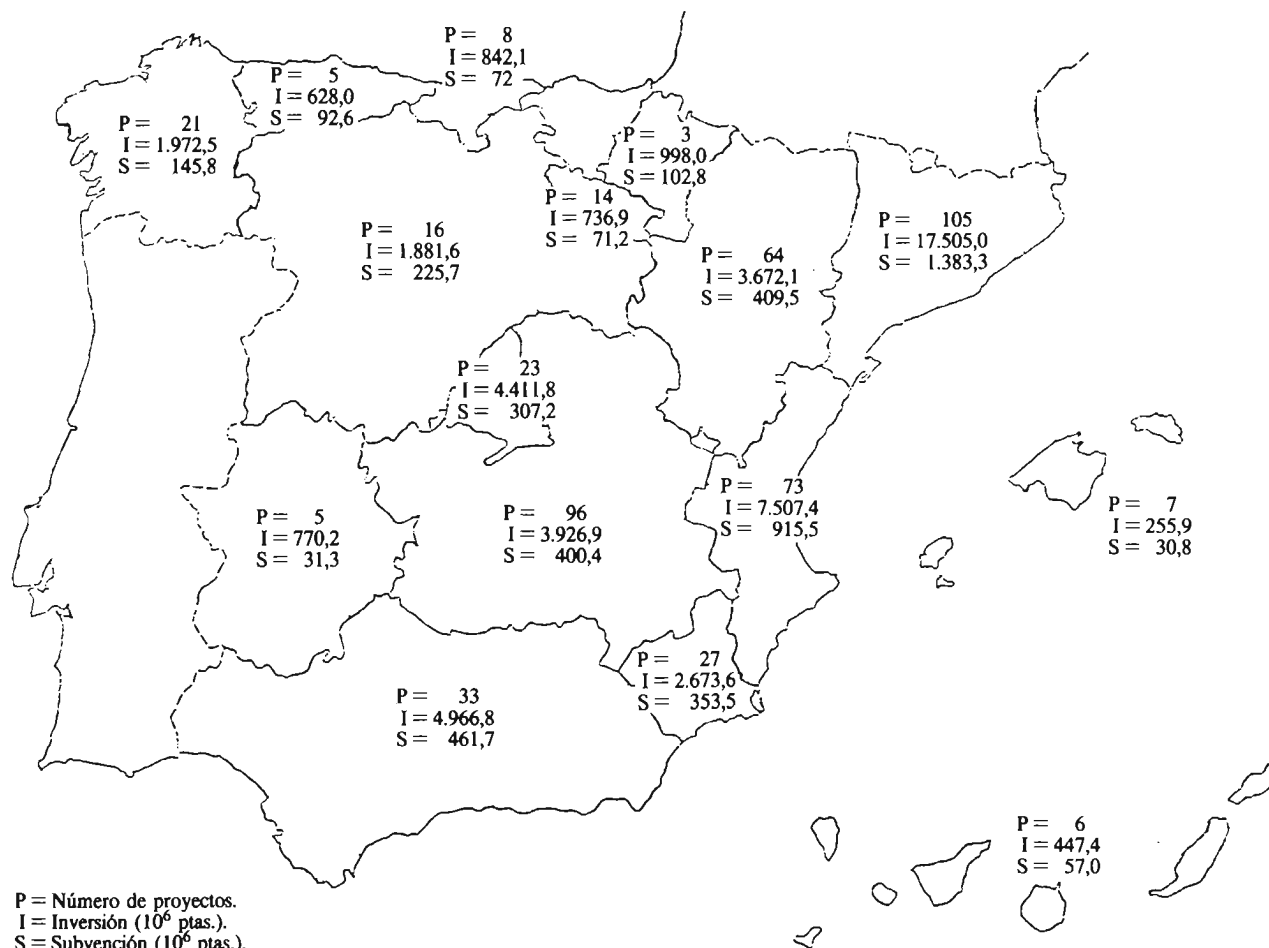 P = 8
I = 842,1
S = 72
P = 5
I = 628,0
S = 92,6
P = 21
I = 1.972,5
S = 145,8
P = 3
I = 998,0
S = 102,8
P = 14
I = 736,9
S = 71,2
P = 16
I = 1.881,6
S = 225,7
P = 64
I = 3.672,1
S = 409,5
P = 105
I = 17.505,0
S = 1.383,3
P = 23
I = 4.411,8
S = 307,2
P = 73
I = 7.507,4
S = 915,5
P = 7
I = 255,9
S = 30,8
P = 5
I = 770,2
S = 31,3
P = 96
I = 3.926,9
S = 400,4
P = 27
I = 2.673,6
S = 353,5
P = 33
I = 4.966,8
S = 461,7
P = 6
I = 447,4
S = 57,0
P = Número de proyectos.
I = Inversión (10⁶ ptas.).
S = Subvención (10⁶ ptas.).